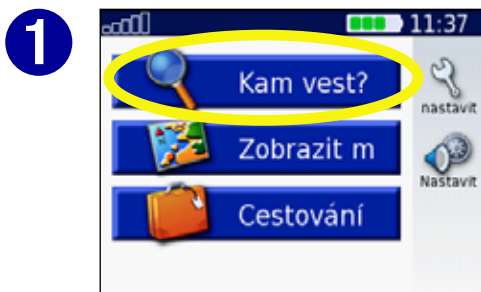 1
11:37
Kam vest?
nastavit
Zobrazit m
Nastavit
Cestování